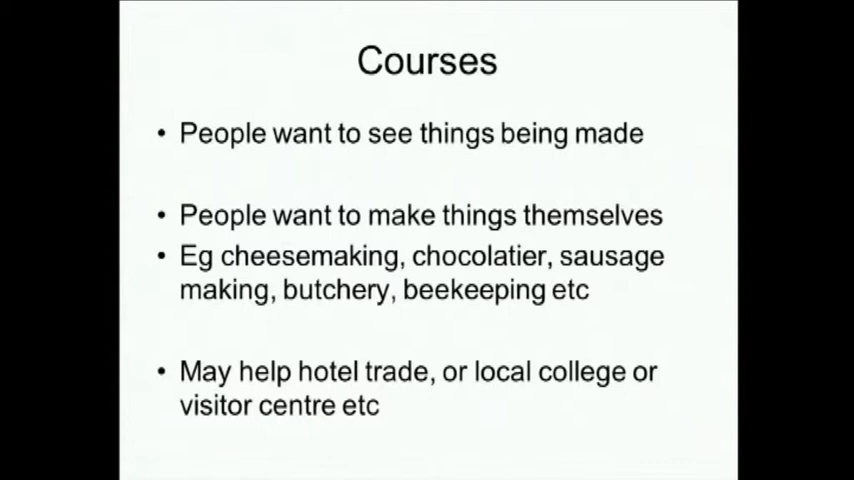 Courses
• People want to see things being made
• People want to make things themselves
• Eg cheesemaking, chocolatier, sausage
making, butchery, beekeeping etc
• May help hotel trade, or local college or
visitor centre etc